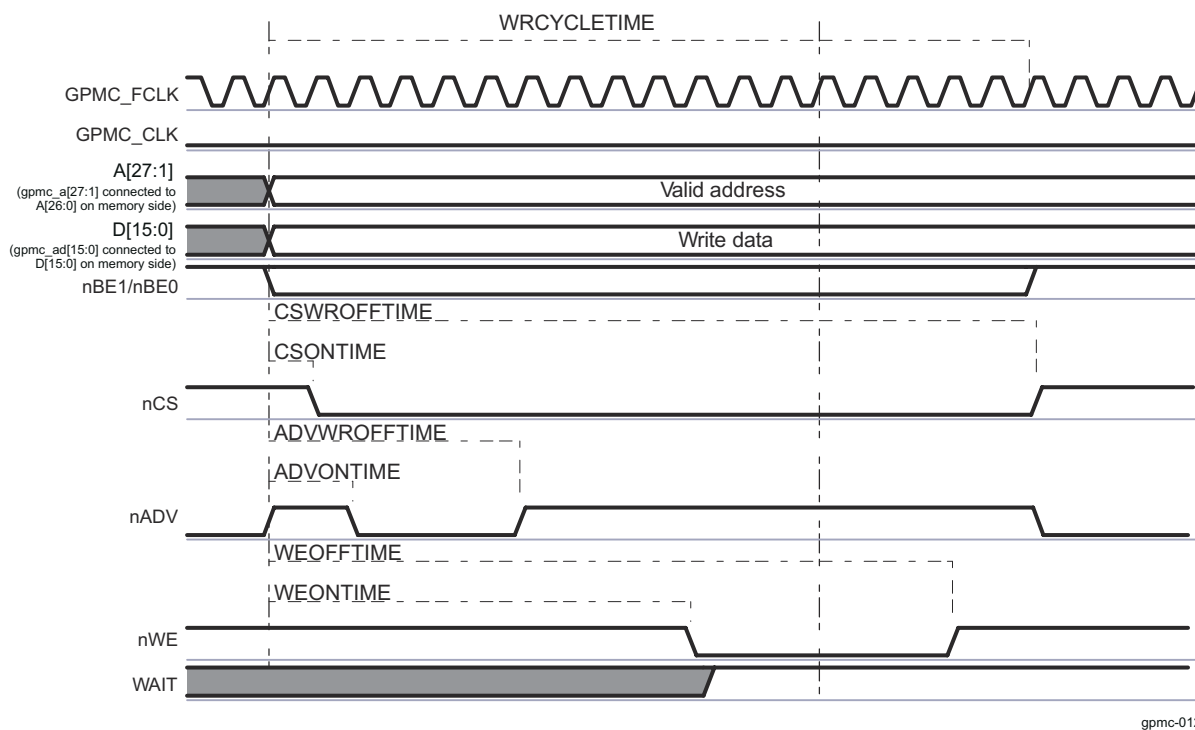 WRCYCLETIME
GPMC_FCLK
GPMC_CLK
A[27:1]
(gpmc_a[27:1] connected to
A[26:0] on memory side)
Valid address
D[15:0]
(gpmc_ad[15:0] connected to
D[15:0] on memory side)
Write data
nBE1/nBE0
CSWROFFTIME
CSONTIME
nCS
ADVWROFFTIME
ADVONTIME
nADV
WEOFFTIME
WEONTIME
nWE
WAIT